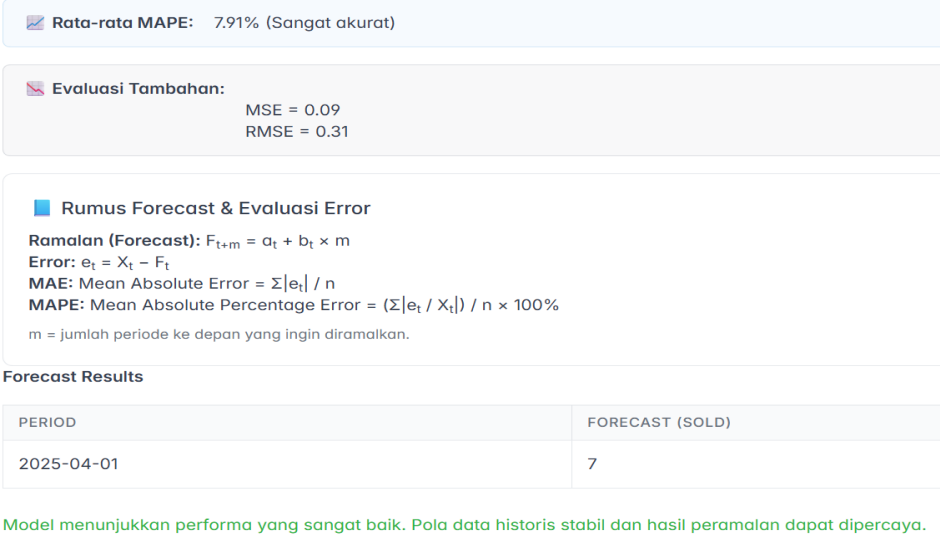 Rata-rata MAPE: 7.91% (Sangat akurat)
Evaluasi Tambahan:
MSE = 0.09
RMSE = 0.31
Rumus Forecast & Evaluasi Error
Ramalan (Forecast): Fₜ₊ₘ = aₜ + bₜ × m
Error: eₜ = Xₜ − Fₜ
MAE: Mean Absolute Error = Σ|eₜ| / n
MAPE: Mean Absolute Percentage Error = (Σ|eₜ / Xₜ|) / n × 100%
m = jumlah periode ke depan yang ingin diramalkan.
Forecast Results
PERIOD FORECAST (SOLD)
2025-04-01 7
Model menunjukkan performa yang sangat baik. Pola data historis stabil dan hasil peramalan dapat dipercaya.